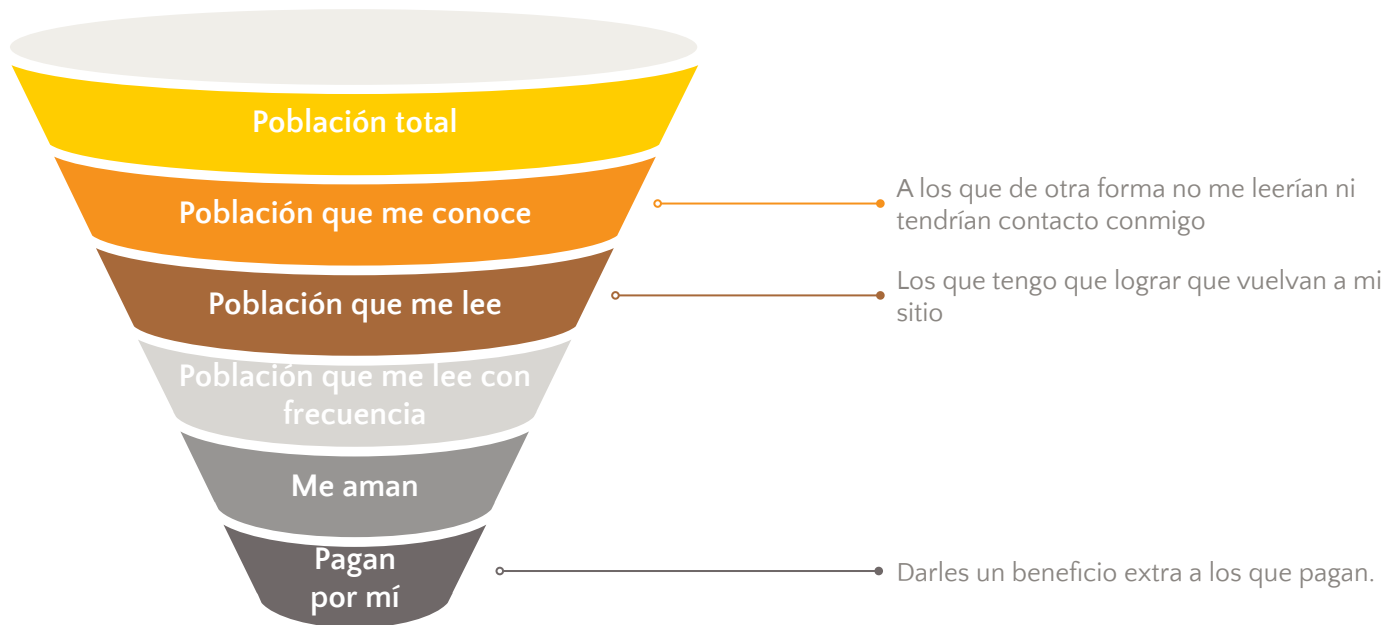 Población total
Población que me conoce
A los que de otra forma no me leerían ni
tendrían contacto conmigo
Población que me lee
Los que tengo que lograr que vuelvan a mi
sitio
Población que me lee con
frecuencia
Me aman
Pagan
por mí
Darles un beneficio extra a los que pagan.